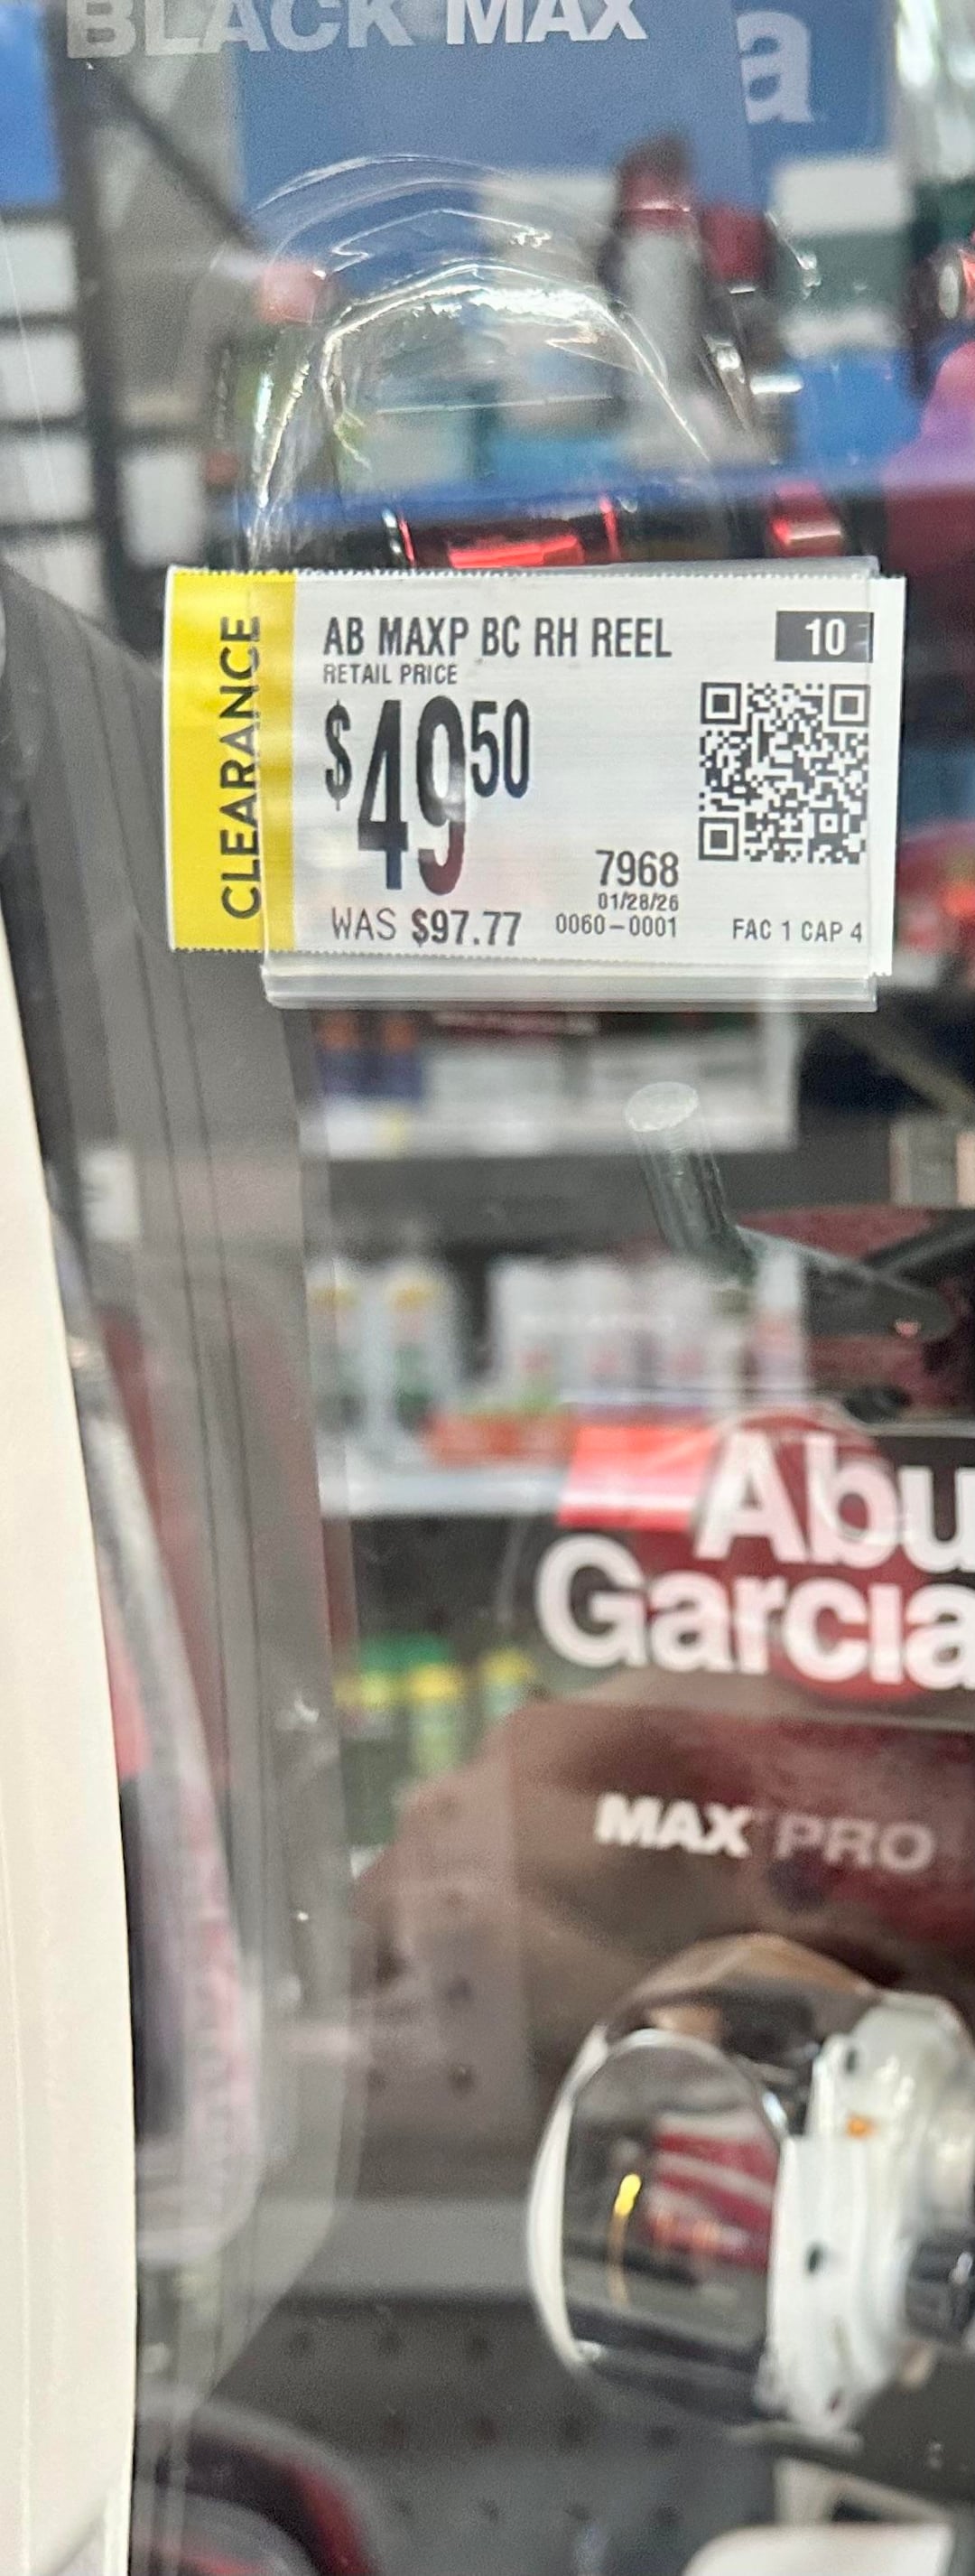 BLACK MAX
a
CLEARANCE
AB MAXP BC RH REEL
10
RETAIL PRICE
$49.50
7968
01/28/26
WAS $97.77
0060-0001
FAC 1 CAP 4
Abu
Garcia
MAX PRO